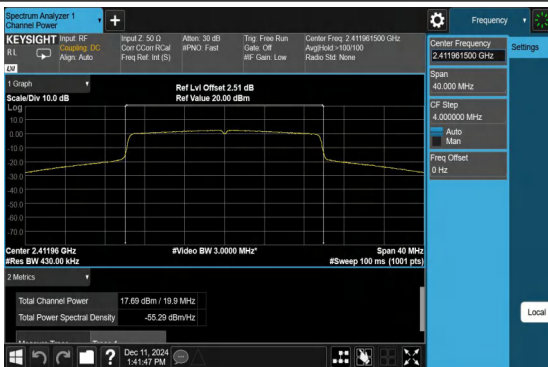 Spectrum Analyzer 1
Channel Power
Frequency
KEYSIGHT
R L
LXI
Input: RF
Coupling: DC
Align: Auto
Input Z: 50 Ω
Corr CCorr RCal
Freq Ref: Int (S)
Atten: 30 dB
#PNO: Fast
Trig: Free Run
Gate: Off
#IF Gain: Low
Center Freq: 2.411961500 GHz
Avg|Hold:>100/100
Radio Std: None
Center Frequency
2.411961500 GHz
Settings
Span
40.000 MHz
CF Step
4.000000 MHz
Auto
Man
Freq Offset
0 Hz
Local
1 Graph
Scale/Div 10.0 dB
Ref Lvl Offset 2.51 dB
Ref Value 20.00 dBm
Log
10.0
0.00
-10.0
-20.0
-30.0
-40.0
-50.0
-60.0
-70.0
Center 2.41196 GHz
#Res BW 430.00 kHz
#Video BW 3.0000 MHz*
Span 40 MHz
#Sweep 100 ms (1001 pts)
2 Metrics
Total Channel Power 17.69 dBm / 19.9 MHz
Total Power Spectral Density -55.29 dBm/Hz
?
Dec 11, 2024
1:41:47 PM